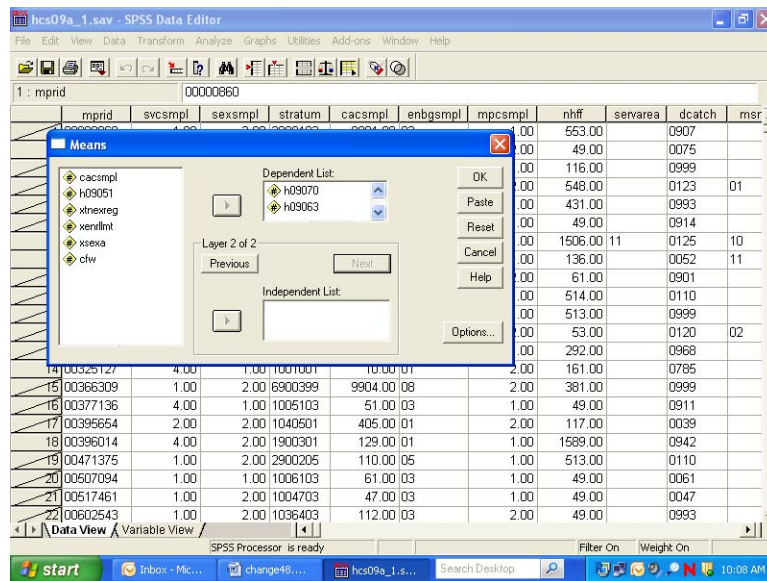 hcs09a_1.sav - SPSS Data Editor
File Edit View Data Transform Analyze Graphs Utilities Add-ons Window Help
1 : mprid 00000860
mprid svcsmpl sexsmpl stratum cacsmpl enbgsmpl mpcsmpl nhff servarea dcatch msr
.00 553.00 0907
.00 49.00 0075
.00 116.00 0999
.00 548.00 0123 01
.00 431.00 0993
.00 49.00 0914
.00 1506.00 11 0125 10
.00 136.00 0052 11
.00 61.00 0901
.00 514.00 0110
.00 513.00 0999
.00 53.00 0120 02
.00 292.00 0968
Means
cacsmpl
h09051
xtnexreg
xenrllmt
xsexa
cfw
Dependent List:
h09070
h09063
Layer 2 of 2
Previous Next
Independent List:
OK
Paste
Reset
Cancel
Help
Options...
14 00325127 4.00 1.00 1001001 10.00 01 2.00 161.00 0785
15 00366309 1.00 2.00 6900399 9904.00 08 2.00 381.00 0999
16 00377136 4.00 1.00 1005103 51.00 03 1.00 49.00 0911
17 00395654 2.00 2.00 1040501 405.00 01 2.00 117.00 0039
18 00396014 4.00 2.00 1900301 129.00 01 1.00 1589.00 0942
19 00471375 1.00 2.00 2900205 110.00 05 1.00 513.00 0110
20 00507094 1.00 1.00 1006103 61.00 03 1.00 49.00 0061
21 00517461 1.00 2.00 1004703 47.00 03 1.00 49.00 0047
22 00602543 1.00 2.00 1036403 112.00 03 2.00 49.00 0993
Data View Variable View
SPSS Processor is ready Filter On Weight On
start Inbox - Mic... change48.... hcs09a_1.s... Search Desktop 10:08 AM